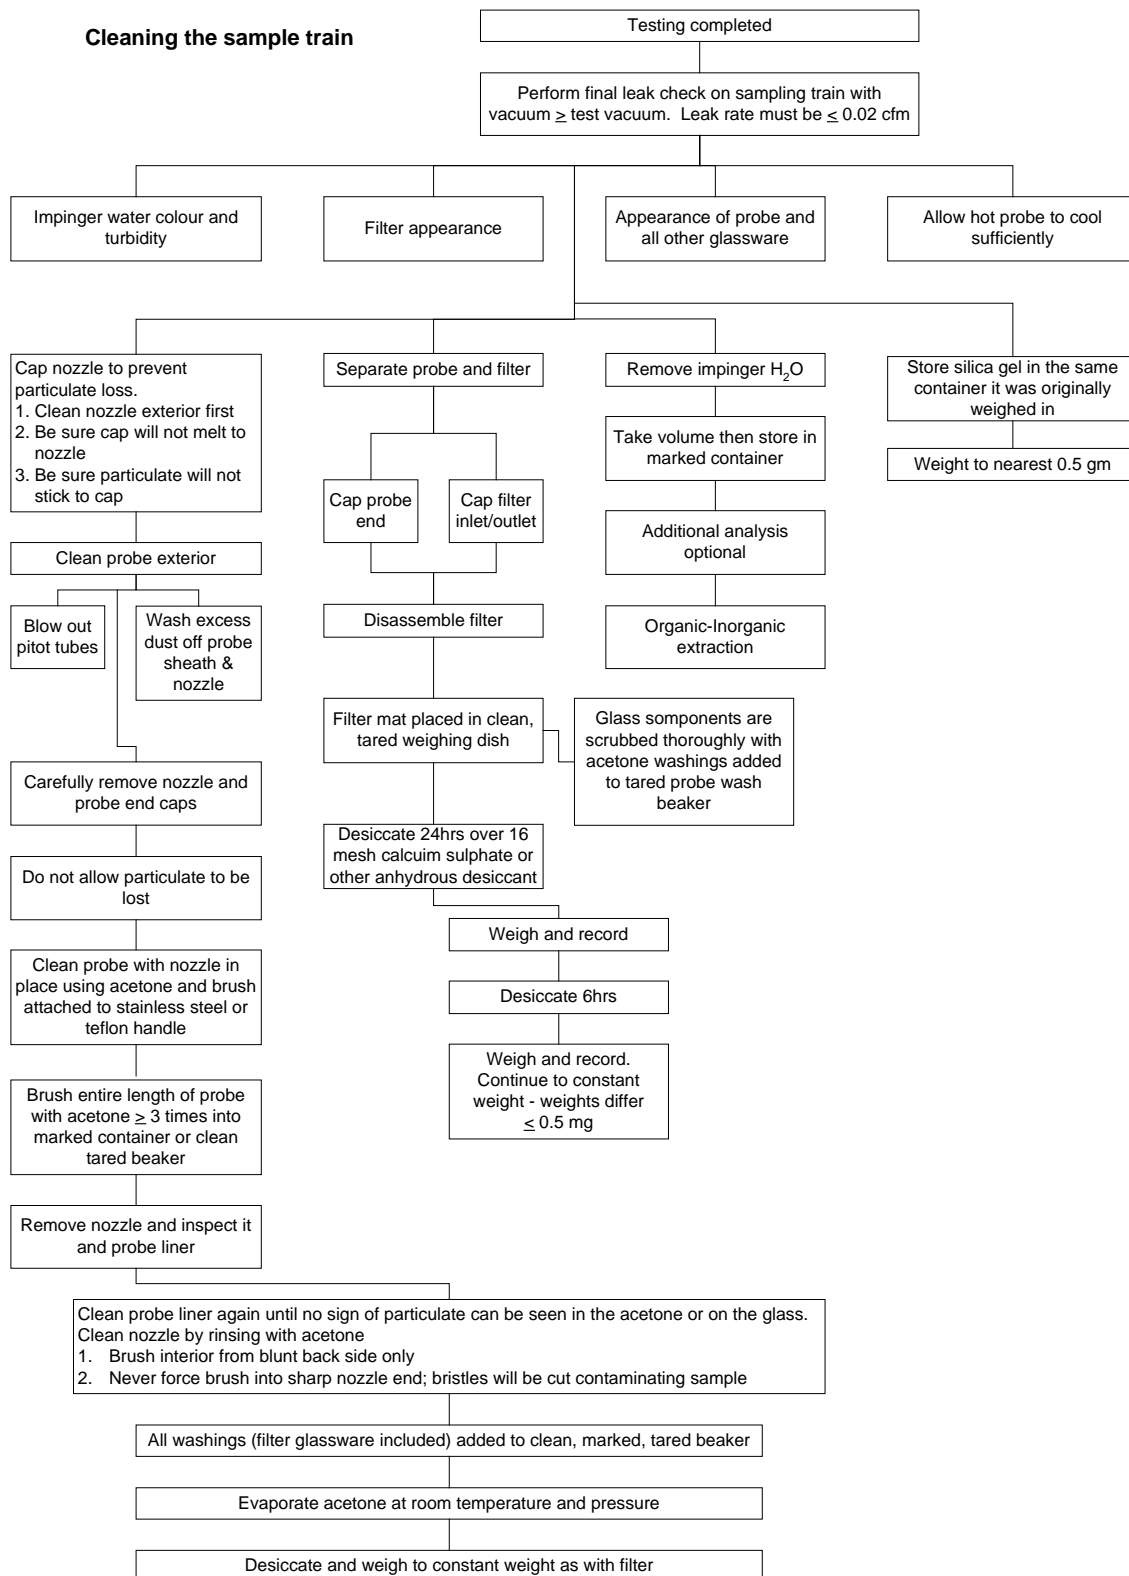 Cleaning the sample train
Testing completed
Perform final leak check on sampling train with
vacuum ≥ test vacuum.  Leak rate must be ≤ 0.02 cfm
Impinger water colour and
turbidity
Filter appearance
Appearance of probe and
all other glassware
Allow hot probe to cool
sufficiently
Cap nozzle to prevent
particulate loss.
1. Clean nozzle exterior first
2. Be sure cap will not melt to
nozzle
3. Be sure particulate will not
stick to cap
Clean probe exterior
Blow out
pitot tubes
Wash excess
dust off probe
sheath &
nozzle
Carefully remove nozzle and
probe end caps
Do not allow particulate to be
lost
Clean probe with nozzle in
place using acetone and brush
attached to stainless steel or
teflon handle
Brush entire length of probe
with acetone ≥ 3 times into
marked container or clean
tared beaker
Remove nozzle and inspect it
and probe liner
Separate probe and filter
Cap probe
end
Cap filter
inlet/outlet
Disassemble filter
Filter mat placed in clean,
tared weighing dish
Glass somponents are
scrubbed thoroughly with
acetone washings added
to tared probe wash
beaker
Desiccate 24hrs over 16
mesh calcuim sulphate or
other anhydrous desiccant
Weigh and record
Desiccate 6hrs
Weigh and record.
Continue to constant
weight - weights differ
≤ 0.5 mg
Remove impinger H₂O
Take volume then store in
marked container
Additional analysis
optional
Organic-Inorganic
extraction
Store silica gel in the same
container it was originally
weighed in
Weight to nearest 0.5 gm
Clean probe liner again until no sign of particulate can be seen in the acetone or on the glass.
Clean nozzle by rinsing with acetone
1. Brush interior from blunt back side only
2. Never force brush into sharp nozzle end; bristles will be cut contaminating sample
All washings (filter glassware included) added to clean, marked, tared beaker
Evaporate acetone at room temperature and pressure
Desiccate and weigh to constant weight as with filter